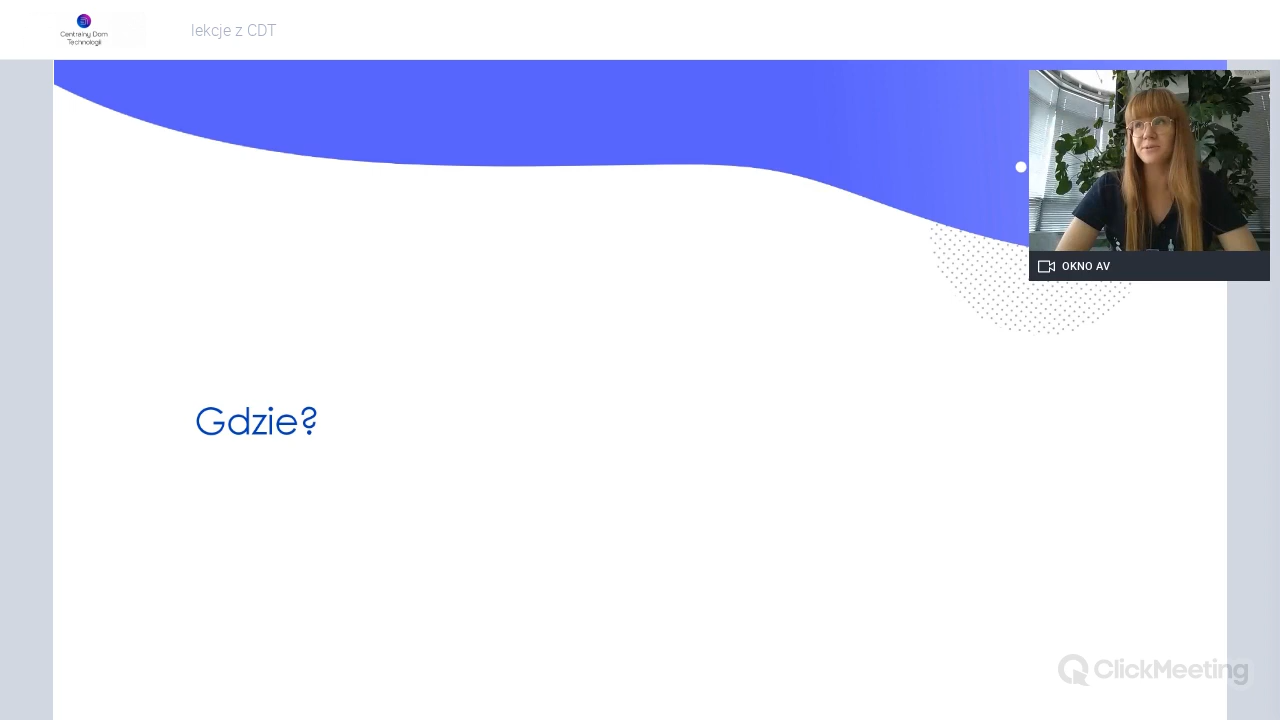 Centralny Dom
Technologii
lekcje z CDT
OKNO AV
Gdzie?
ClickMeeting